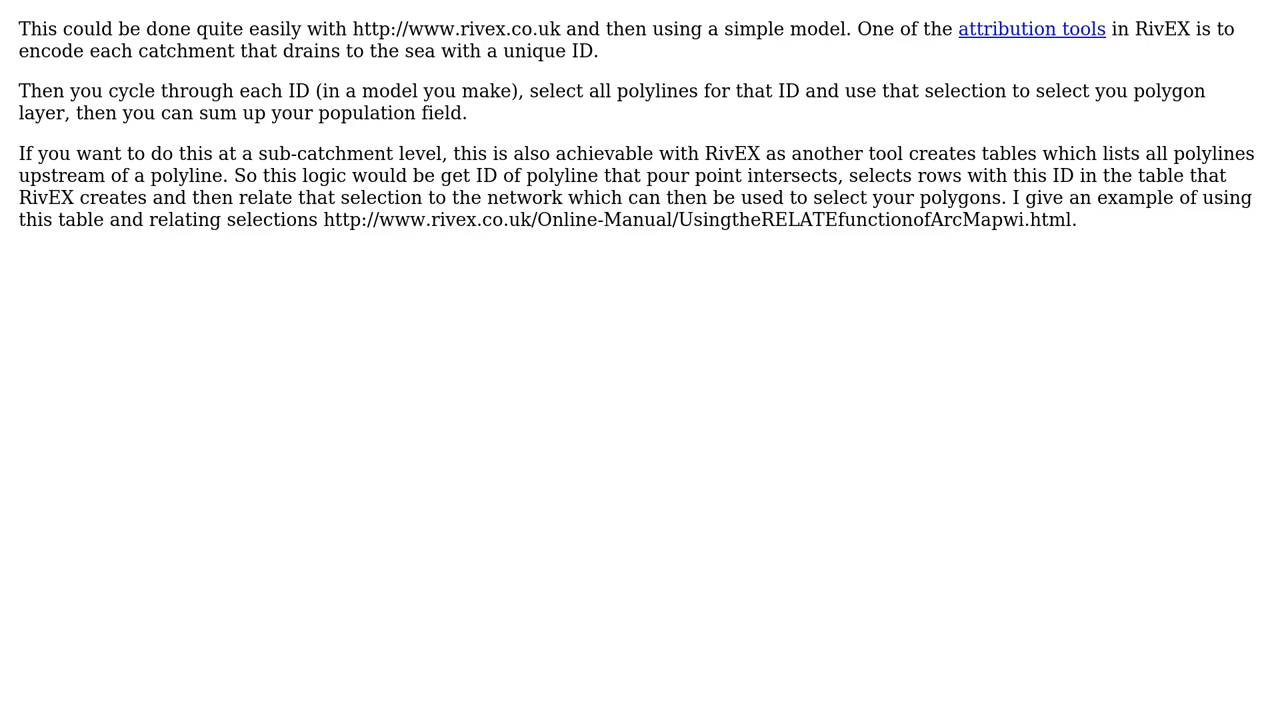 This could be done quite easily with http://www.rivex.co.uk and then using a simple model. One of the attribution tools in RivEX is to
encode each catchment that drains to the sea with a unique ID.
Then you cycle through each ID (in a model you make), select all polylines for that ID and use that selection to select you polygon
layer, then you can sum up your population field.
If you want to do this at a sub-catchment level, this is also achievable with RivEX as another tool creates tables which lists all polylines
upstream of a polyline. So this logic would be get ID of polyline that pour point intersects, selects rows with this ID in the table that
RivEX creates and then relate that selection to the network which can then be used to select your polygons. I give an example of using
this table and relating selections http://www.rivex.co.uk/Online-Manual/UsingtheRELATEfunctionofArcMapwi.html.